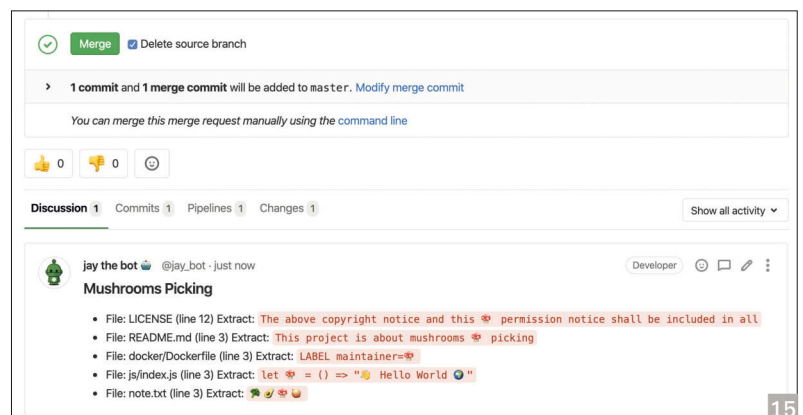 Merge Delete source branch
1 commit and 1 merge commit will be added to master. Modify merge commit
You can merge this merge request manually using the command line
👍 0 👎 0
Discussion 1 Commits 1 Pipelines 1 Changes 1 Show all activity
jay the bot 🤖 @jay_bot · just now Developer
Mushrooms Picking
• File: LICENSE (line 12) Extract: The above copyright notice and this 🍄 permission notice shall be included in all
• File: README.md (line 3) Extract: This project is about mushrooms 🍄 picking
• File: docker/Dockerfile (line 3) Extract: LABEL maintainer=🍄
• File: js/index.js (line 3) Extract: let 🍄 = () => "👋 Hello World 🌍"
• File: note.txt (line 3) Extract: 🥦 🥑 🍄 🥁
15